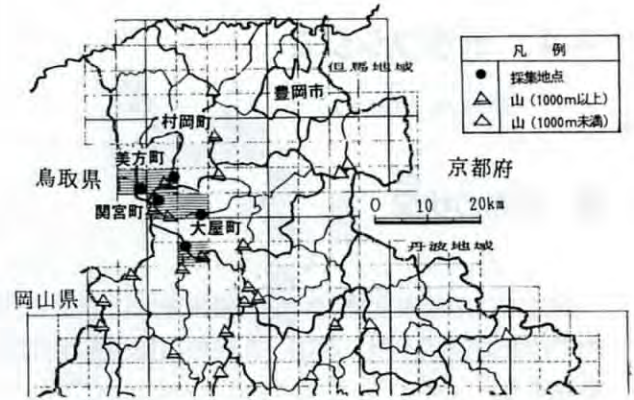 凡 例
採集地点
山 (1000m以上)
山 (1000m未満)
但馬地域
豊岡市
村岡町
美方町
鳥取県
京都府
関宮町
大屋町
0 10 20km
丹波地域
岡山県